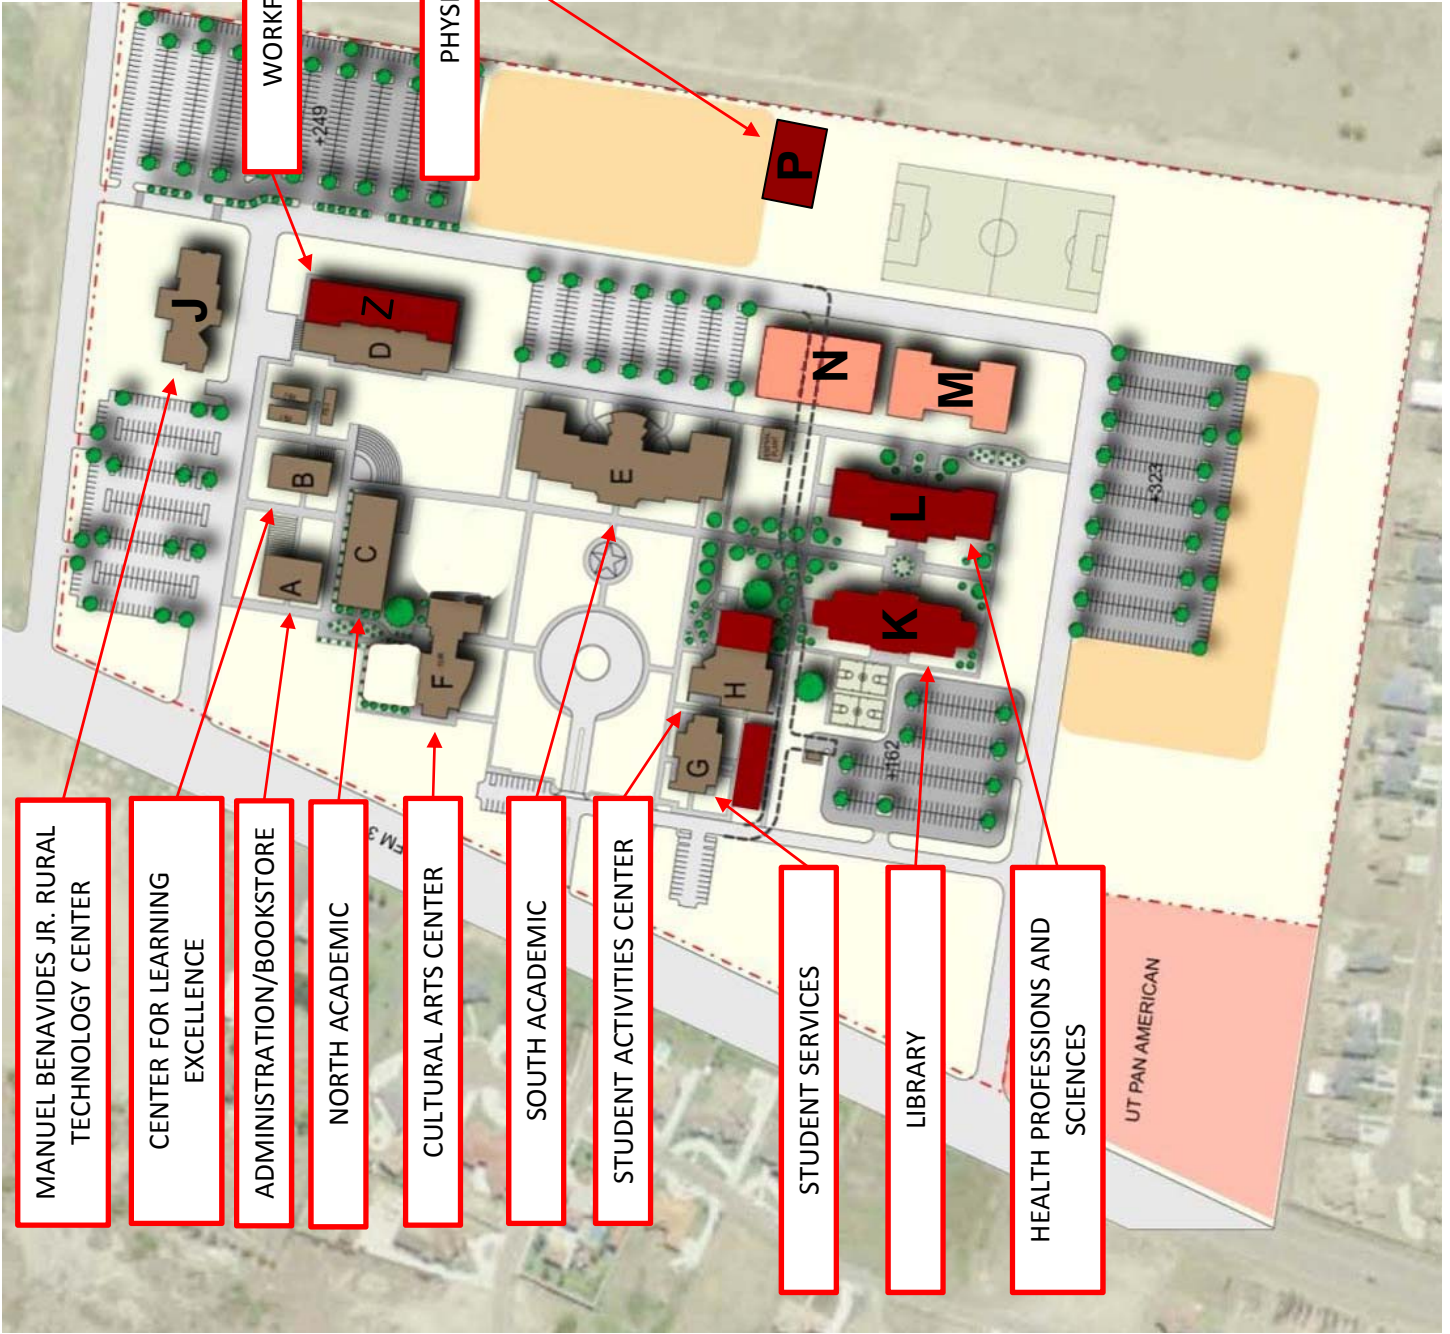 MANUEL BENAVIDES JR. RURAL
TECHNOLOGY CENTER
CENTER FOR LEARNING
EXCELLENCE
ADMINISTRATION/BOOKSTORE
NORTH ACADEMIC
CULTURAL ARTS CENTER
SOUTH ACADEMIC
STUDENT ACTIVITIES CENTER
STUDENT SERVICES
LIBRARY
HEALTH PROFESSIONS AND
SCIENCES
WORKF
PHYSI
J
Z
D
B
A
C
F
E
H
G
K
L
N
M
P
+249
+323
+162
FM 3
UT PAN AMERICAN